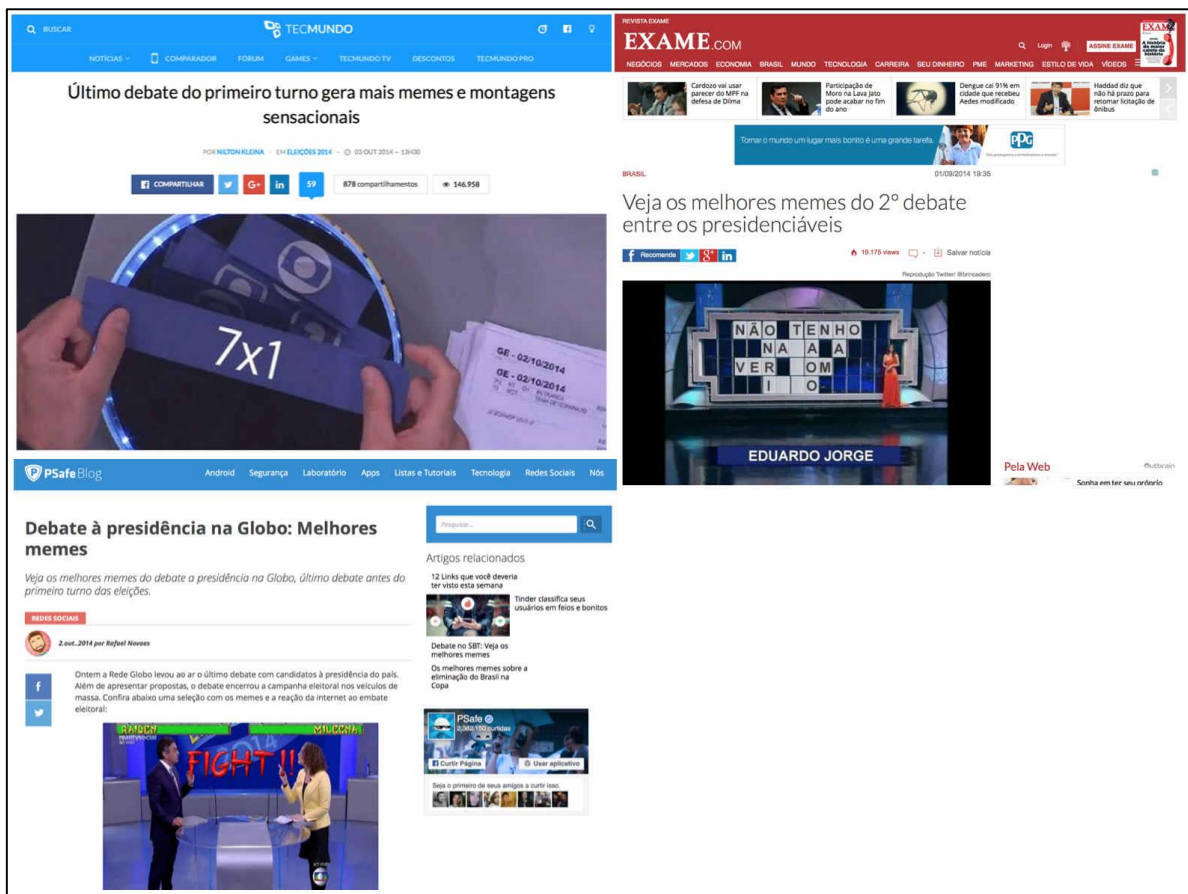 BUSCAR
TECMUNDO
NOTÍCIAS
COMPARADOR
FÓRUM
GAMES
TECMUNDO TV
DESCONTOS
TECMUNDO PRO
Último debate do primeiro turno gera mais memes e montagens
sensacionais
POR NILTON KLEINA - EM ELEIÇÕES 2014 - 03 OUT 2014 — 13H30
COMPARTILHAR
G+
in
59
878 compartilhamentos
146.958
7x1
GE - 02/10/2014
GE - 02/10/2014
REVISTA EXAME
EXAME.COM
Login
ASSINE EXAME
EXAME
NEGÓCIOS MERCADOS ECONOMIA BRASIL MUNDO TECNOLOGIA CARREIRA SEU DINHEIRO PME MARKETING ESTILO DE VIDA VÍDEOS
Cardozo vai usar
parecer do MPF na
defesa de Dilma
Participação de
Moro na Lava Jato
pode acabar no fim
do ano
Dengue cai 91% em
cidade que recebeu
Aedes modificado
Haddad diz que
não há prazo para
retomar licitação de
ônibus
Tornar o mundo um lugar mais bonito é uma grande tarefa.
PPG
BRASIL
01/09/2014 19:35
Veja os melhores memes do 2º debate
entre os presidenciáveis
f Recomenda
g+
in
19.175 views
-
Salvar notícia
Reprodução Twitter/ @brincadero
NÃO TENHO
NA A A
VER OM
I O
EDUARDO JORGE
Pela Web
Outbrain
Sonha em ter seu próprio
PSafe Blog
Android Segurança Laboratório Apps Listas e Tutoriais Tecnologia Redes Sociais Nós
Debate à presidência na Globo: Melhores
memes
Veja os melhores memes do debate a presidência na Globo, último debate antes do
primeiro turno das eleições.
REDES SOCIAIS
2.out..2014 por Rafael Novaes
Ontem a Rede Globo levou ao ar o último debate com candidatos à presidência do país.
Além de apresentar propostas, o debate encerrou a campanha eleitoral nos veículos de
massa. Confira abaixo uma seleção com os memes e a reação da internet ao embate
eleitoral:
RAIDEN
MILEENA
realitysocial
2014
FIGHT!!
Pesquisar...
Artigos relacionados
12 Links que você deveria
ter visto esta semana
Tinder classifica seus
usuários em feios e bonitos
Debate no SBT: Veja os
melhores memes
Os melhores memes sobre a
eliminação do Brasil na
Copa
PSafe
2.382.150 curtidas
Curtir Página
Usar aplicativo
Seja o primeiro de seus amigos a curtir isso.